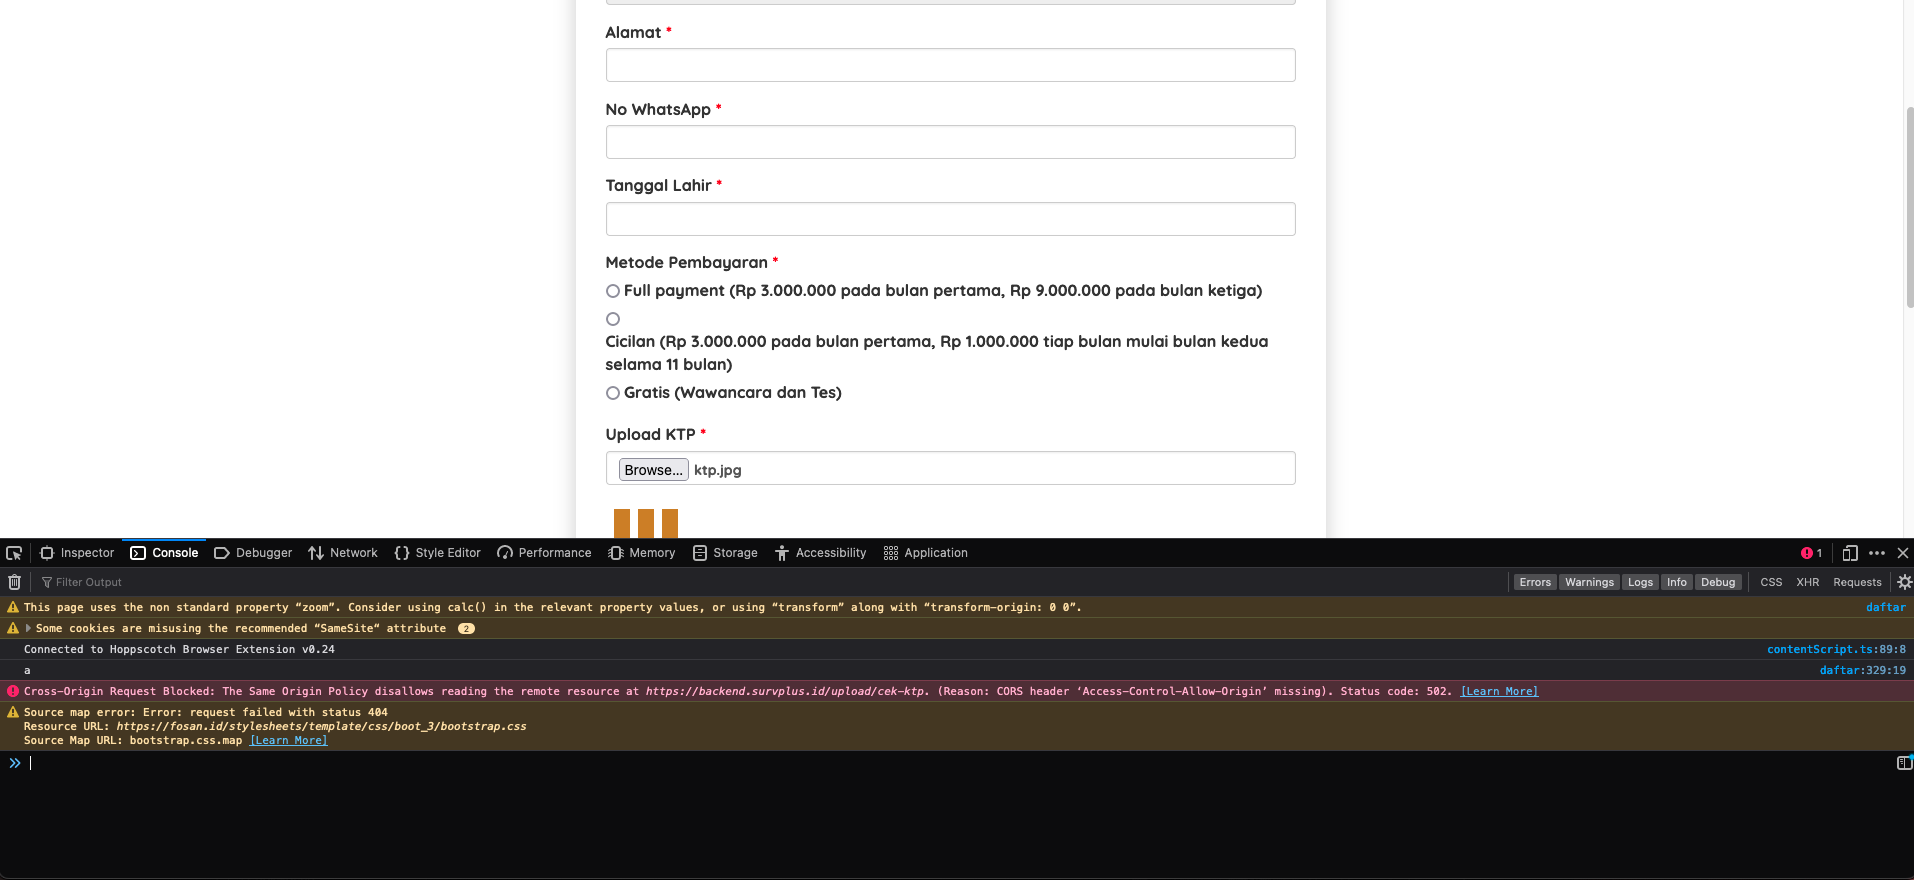 Alamat *
No WhatsApp *
Tanggal Lahir *
Metode Pembayaran *
Full payment (Rp 3.000.000 pada bulan pertama, Rp 9.000.000 pada bulan ketiga)
Cicilan (Rp 3.000.000 pada bulan pertama, Rp 1.000.000 tiap bulan mulai bulan kedua
selama 11 bulan)
Gratis (Wawancara dan Tes)
Upload KTP *
Browse... ktp.jpg
Inspector Console Debugger Network Style Editor Performance Memory Storage Accessibility Application 1
Filter Output Errors Warnings Logs Info Debug CSS XHR Requests
This page uses the non standard property “zoom”. Consider using calc() in the relevant property values, or using “transform” along with “transform-origin: 0 0”. daftar
Some cookies are misusing the recommended “SameSite“ attribute 2
Connected to Hoppscotch Browser Extension v0.24 contentScript.ts:89:8
a daftar:329:19
Cross-Origin Request Blocked: The Same Origin Policy disallows reading the remote resource at https://backend.survplus.id/upload/cek-ktp. (Reason: CORS header ‘Access-Control-Allow-Origin’ missing). Status code: 502. [Learn More]
Source map error: Error: request failed with status 404
Resource URL: https://fosan.id/stylesheets/template/css/boot_3/bootstrap.css
Source Map URL: bootstrap.css.map [Learn More]